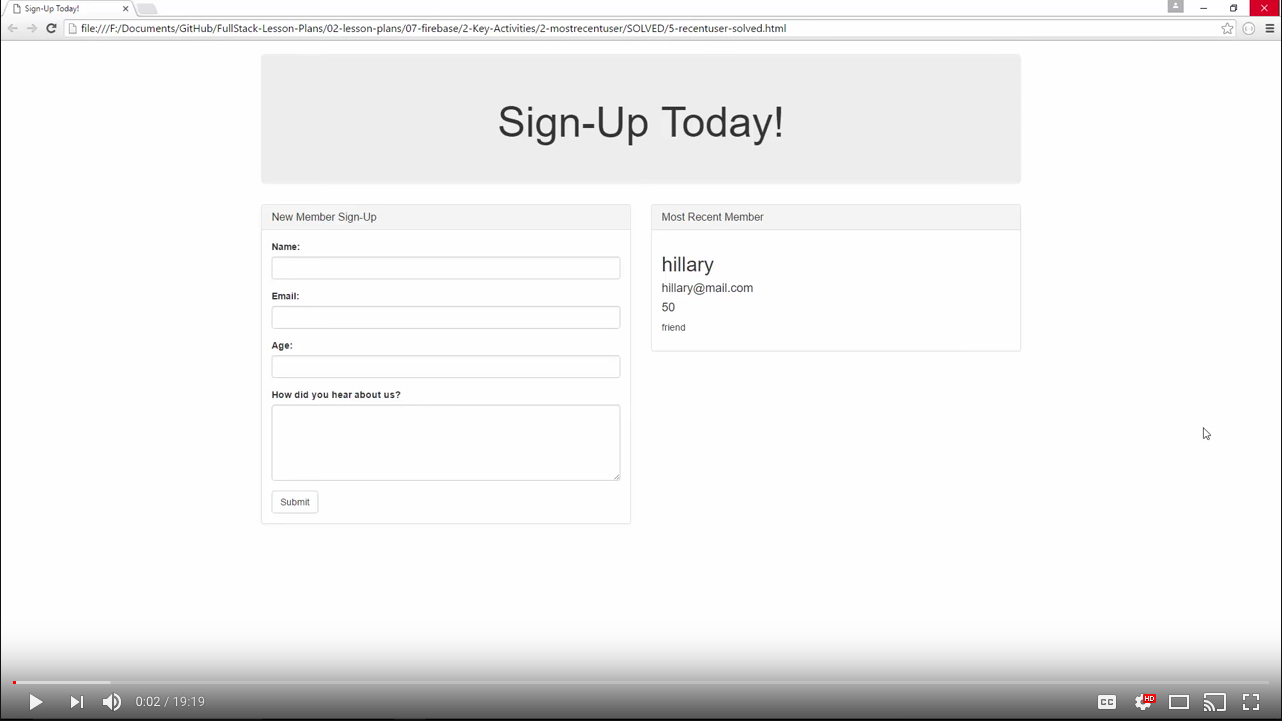 Sign-Up Today!
file:///F:/Documents/GitHub/FullStack-Lesson-Plans/02-lesson-plans/07-firebase/2-Key-Activities/2-mostrecentuser/SOLVED/5-recentuser-solved.html
Sign-Up Today!
New Member Sign-Up
Name:
Email:
Age:
How did you hear about us?
Submit
Most Recent Member
hillary
hillary@mail.com
50
friend
0:02 / 19:19
CC
HD